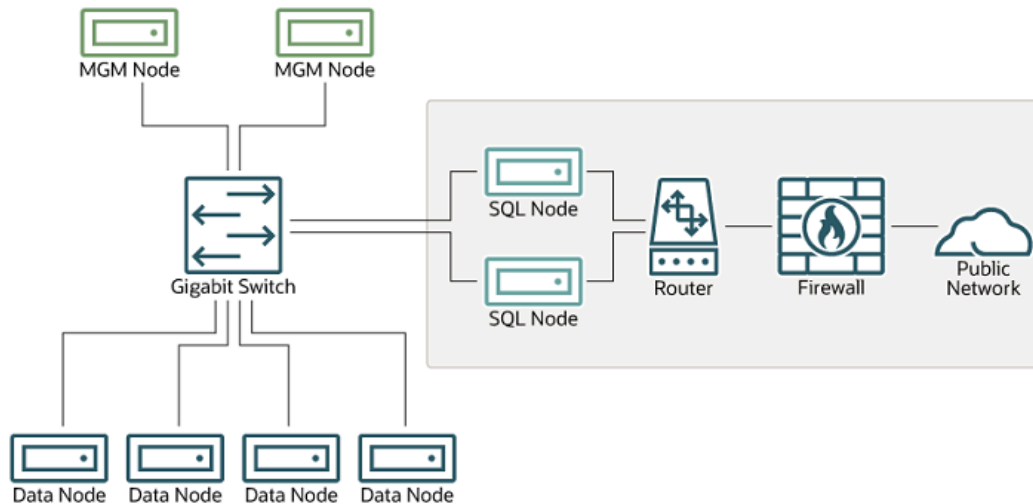 MGM Node
MGM Node
SQL Node
Gigabit Switch
SQL Node
Router
Firewall
Public
Network
Data Node
Data Node
Data Node
Data Node